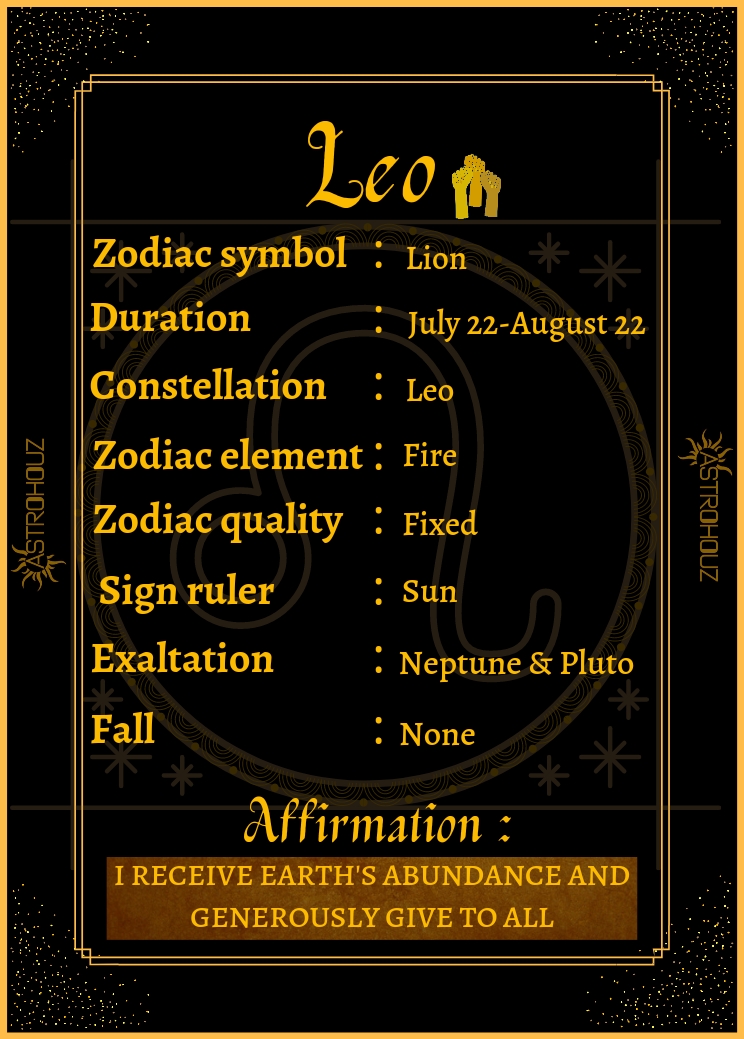 Leo
Zodiac symbol : Lion
Duration : July 22-August 22
Constellation : Leo
Zodiac element : Fire
Zodiac quality : Fixed
Sign ruler : Sun
Exaltation : Neptune & Pluto
Fall : None
Affirmation :
I RECEIVE EARTH'S ABUNDANCE AND
GENEROUSLY GIVE TO ALL
ASTROHOUZ
ASTROHOUZ